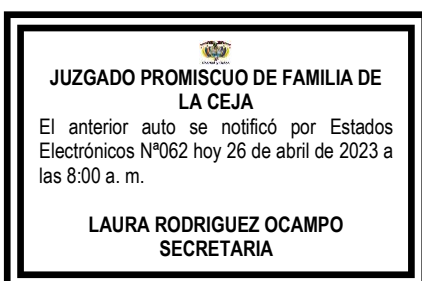 JUZGADO PROMISCUO DE FAMILIA DE
LA CEJA
El anterior auto se notificó por Estados
Electrónicos Nª062 hoy 26 de abril de 2023 a
las 8:00 a. m.
LAURA RODRIGUEZ OCAMPO
SECRETARIA